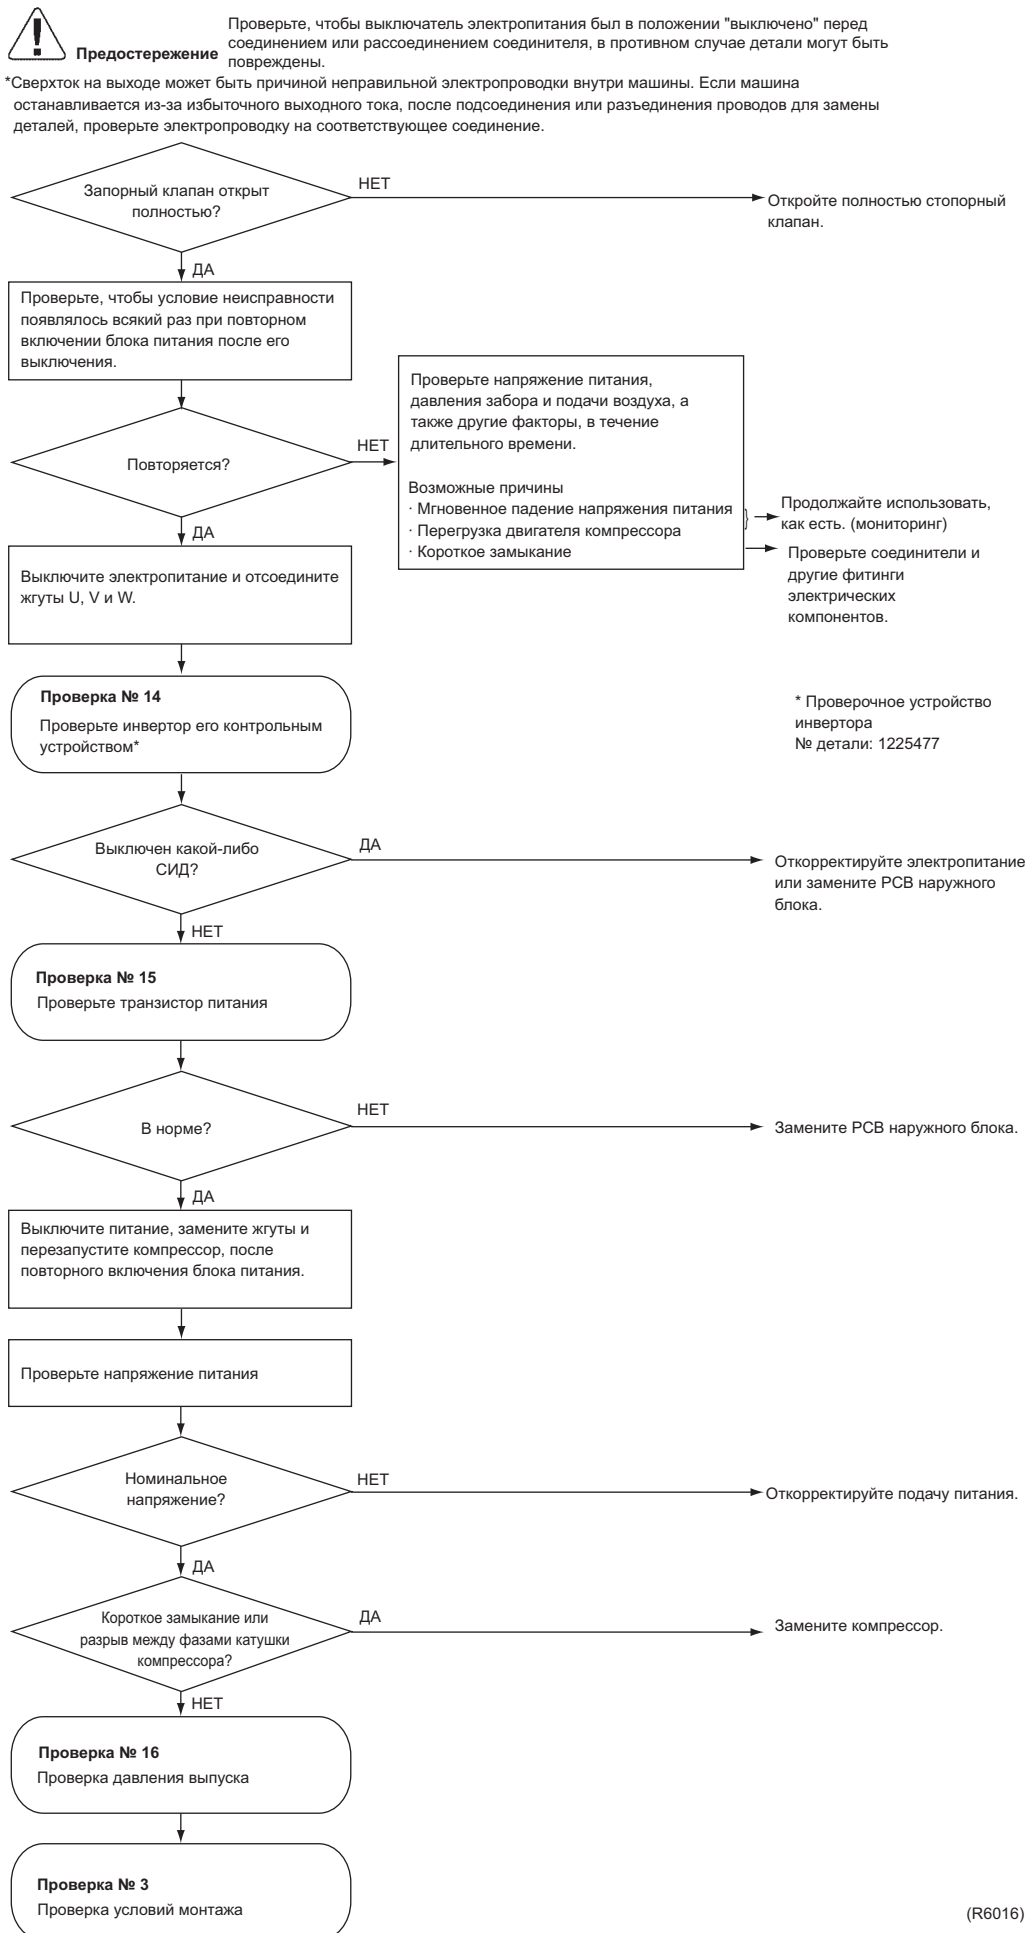 Проверьте, чтобы выключатель электропитания был в положении "выключено" перед
соединением или рассоединением соединителя, в противном случае детали могут быть
повреждены.
Предостережение
*Сверхток на выходе может быть причиной неправильной электропроводки внутри машины. Если машина
останавливается из-за избыточного выходного тока, после подсоединения или разъединения проводов для замены
деталей, проверьте электропроводку на соответствующее соединение.
Запорный клапан открыт
полностью?
НЕТ
Откройте полностью стопорный
клапан.
ДА
Проверьте, чтобы условие неисправности
появлялось всякий раз при повторном
включении блока питания после его
выключения.
Повторяется?
НЕТ
Проверьте напряжение питания,
давления забора и подачи воздуха, а
также другие факторы, в течение
длительного времени.
Возможные причины
· Мгновенное падение напряжения питания
· Перегрузка двигателя компрессора
· Короткое замыкание
Продолжайте использовать,
как есть. (мониторинг)
Проверьте соединители и
другие фитинги
электрических
компонентов.
ДА
Выключите электропитание и отсоедините
жгуты U, V и W.
Проверка № 14
Проверьте инвертор его контрольным
устройством*
* Проверочное устройство
инвертора
№ детали: 1225477
Выключен какой-либо
СИД?
ДА
Откорректируйте электропитание
или замените PCB наружного
блока.
НЕТ
Проверка № 15
Проверьте транзистор питания
В норме?
НЕТ
Замените PCB наружного блока.
ДА
Выключите питание, замените жгуты и
перезапустите компрессор, после
повторного включения блока питания.
Проверьте напряжение питания
Номинальное
напряжение?
НЕТ
Откорректируйте подачу питания.
ДА
Короткое замыкание или
разрыв между фазами катушки
компрессора?
ДА
Замените компрессор.
НЕТ
Проверка № 16
Проверка давления выпуска
Проверка № 3
Проверка условий монтажа
(R6016)